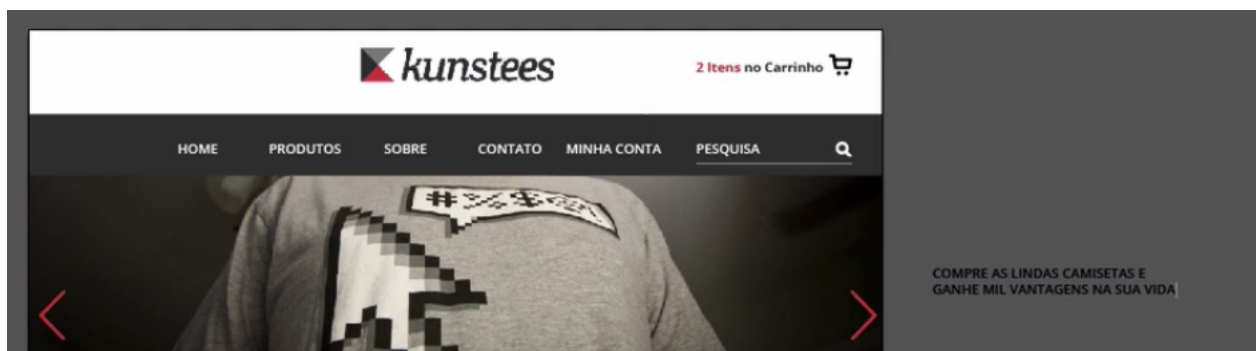 kunstees
2 Itens no Carrinho
HOME PRODUTOS SOBRE CONTATO MINHA CONTA PESQUISA
#%$@
COMPRE AS LINDAS CAMISETAS E
GANHE MIL VANTAGENS NA SUA VIDA